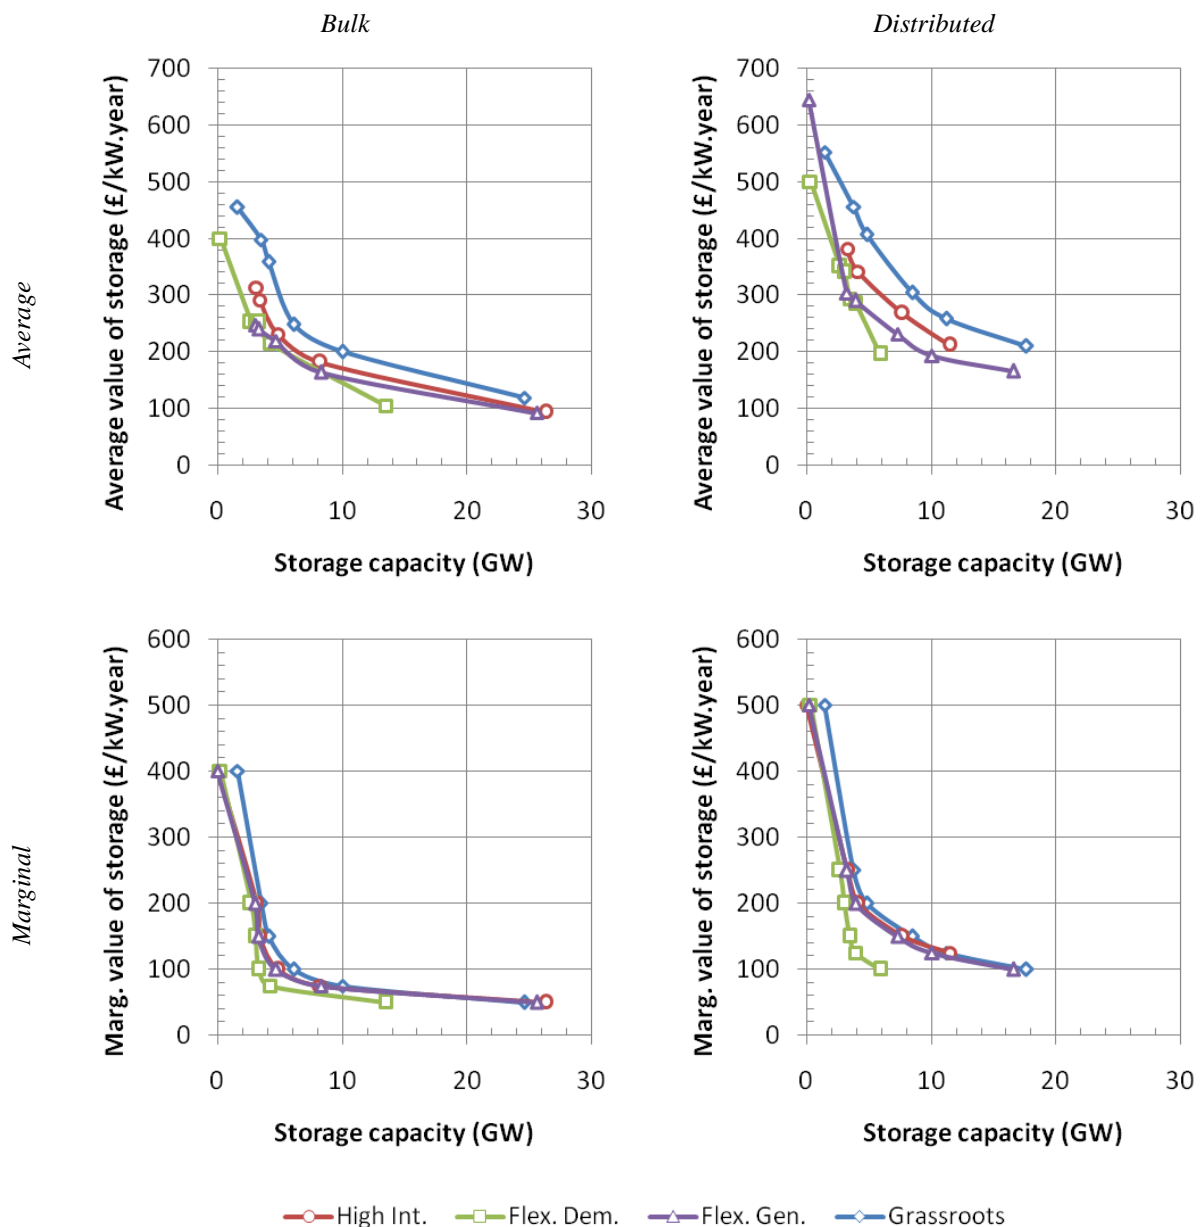 Bulk
Distributed
Average
Marginal
Average value of storage (£/kW.year)
700
600
500
400
300
200
100
0
0 10 20 30
Storage capacity (GW)
Average value of storage (£/kW.year)
700
600
500
400
300
200
100
0
0 10 20 30
Storage capacity (GW)
Marg. value of storage (£/kW.year)
600
500
400
300
200
100
0
0 10 20 30
Storage capacity (GW)
Marg. value of storage (£/kW.year)
600
500
400
300
200
100
0
0 10 20 30
Storage capacity (GW)
High Int. Flex. Dem. Flex. Gen. Grassroots